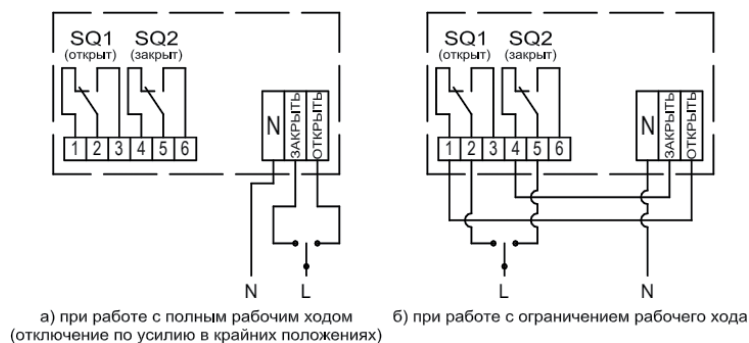 SQ1 SQ2
(открыт) (закрыт)
N
ЗАКРЫТЬ
ОТКРЫТЬ
1 2 3 4 5 6
N L
а) при работе с полным рабочим ходом
(отключение по усилию в крайних положениях)
SQ1 SQ2
(открыт) (закрыт)
N
ЗАКРЫТЬ
ОТКРЫТЬ
1 2 3 4 5 6
L N
б) при работе с ограничением рабочего хода